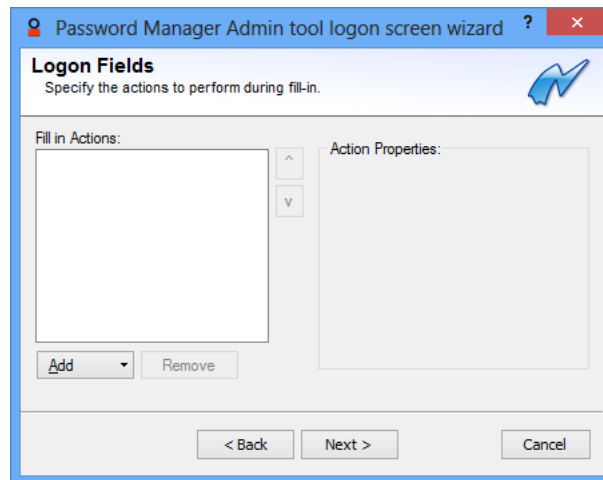 Password Manager Admin tool logon screen wizard ? ×
Logon Fields
Specify the actions to perform during fill-in.
Fill in Actions:
Action Properties:
^
v
Add Remove
< Back Next > Cancel